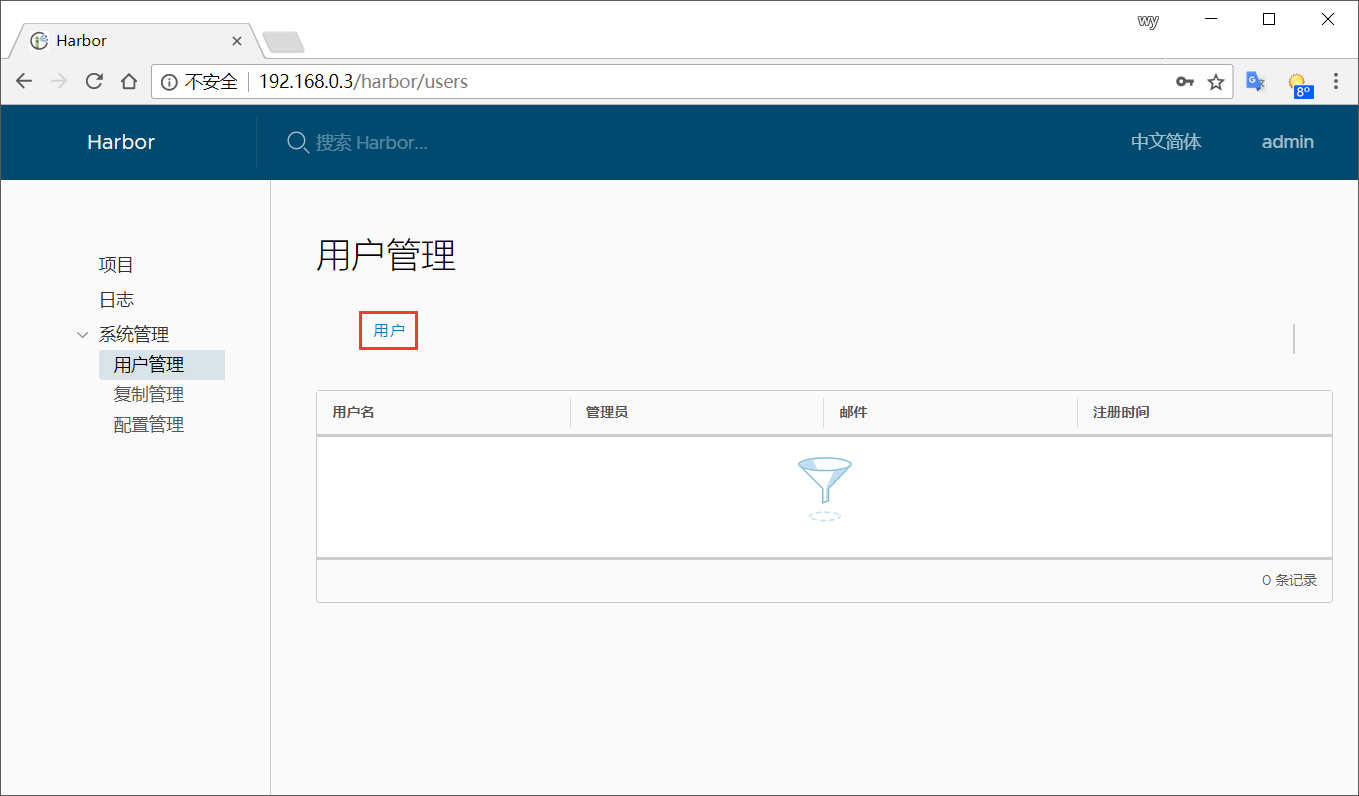 wy
Harbor
不安全 192.168.0.3/harbor/users
8°
Harbor 搜索 Harbor... 中文简体 admin
项目
日志
系统管理
用户管理
复制管理
配置管理
用户管理
用户
用户名 管理员 邮件 注册时间
0 条记录